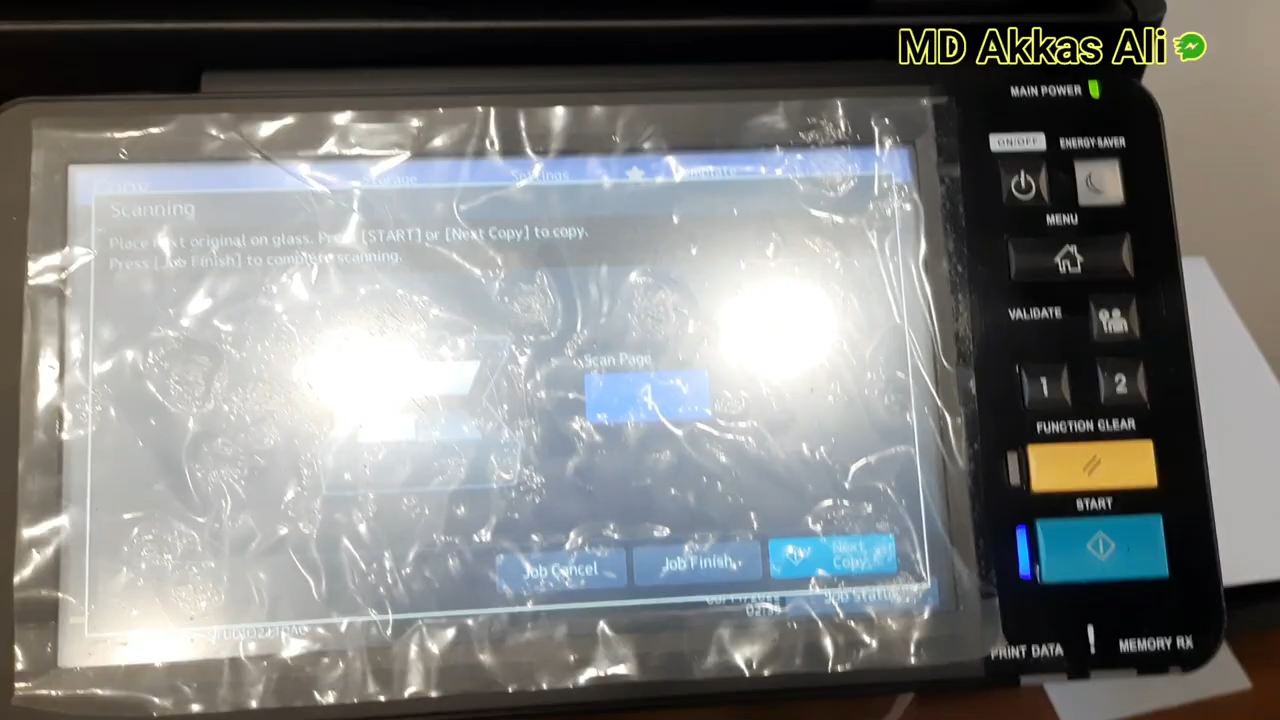 MD Akkas Ali
MAIN POWER
ON/OFF
ENERGY SAVER
Settings
Scanning
MENU
Place next original on glass. Press [START] or [Next Copy] to copy.
Press [Job Finish] to complete scanning.
VALIDATE
Scan Page
1
2
FUNCTION CLEAR
START
Job Cancel
Job Finish
Next
Copy
Job Status
PRINT DATA
MEMORY RX